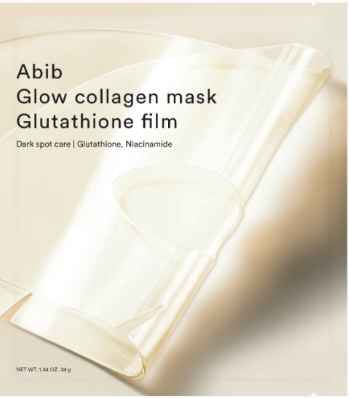 Abib
Glow collagen mask
Glutathione film
Dark spot care | Glutathione, Niacinamide
NET WT. 1.34 OZ. 38 g